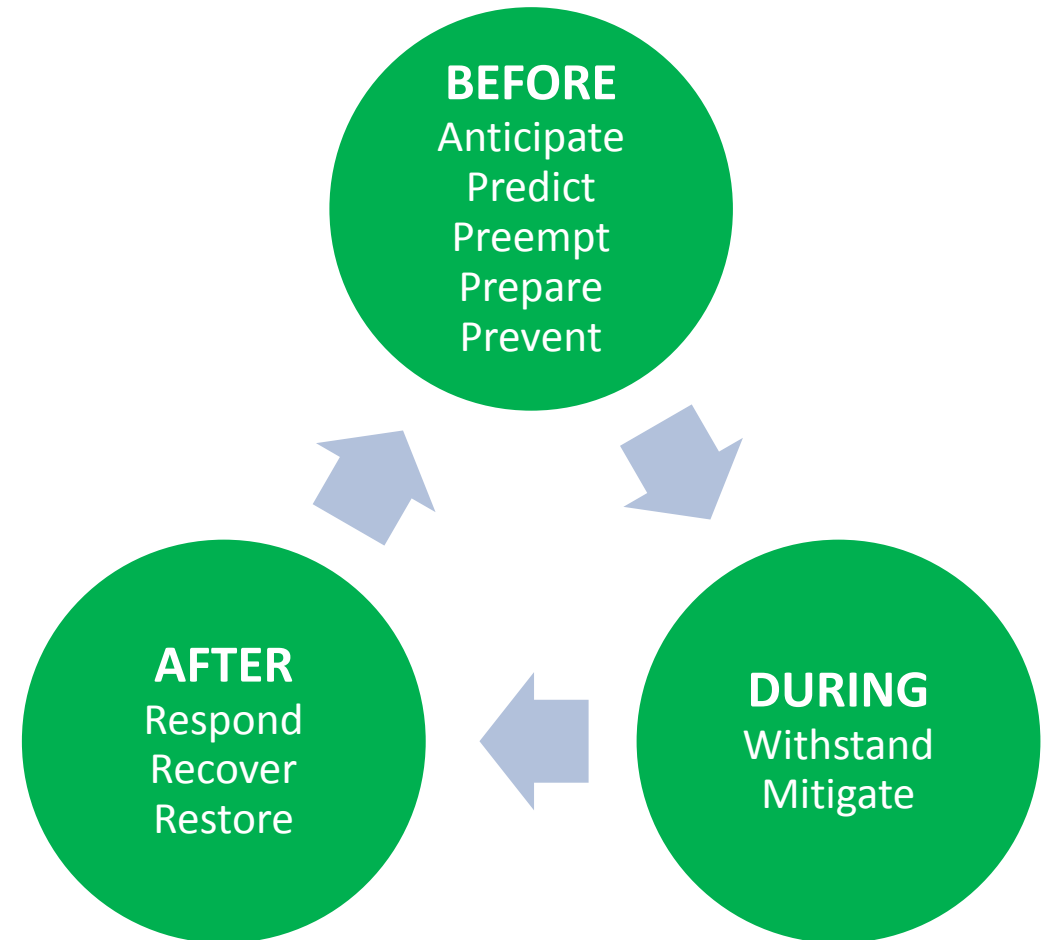 BEFORE
Anticipate
Predict
Preempt
Prepare
Prevent
DURING
Withstand
Mitigate
AFTER
Respond
Recover
Restore